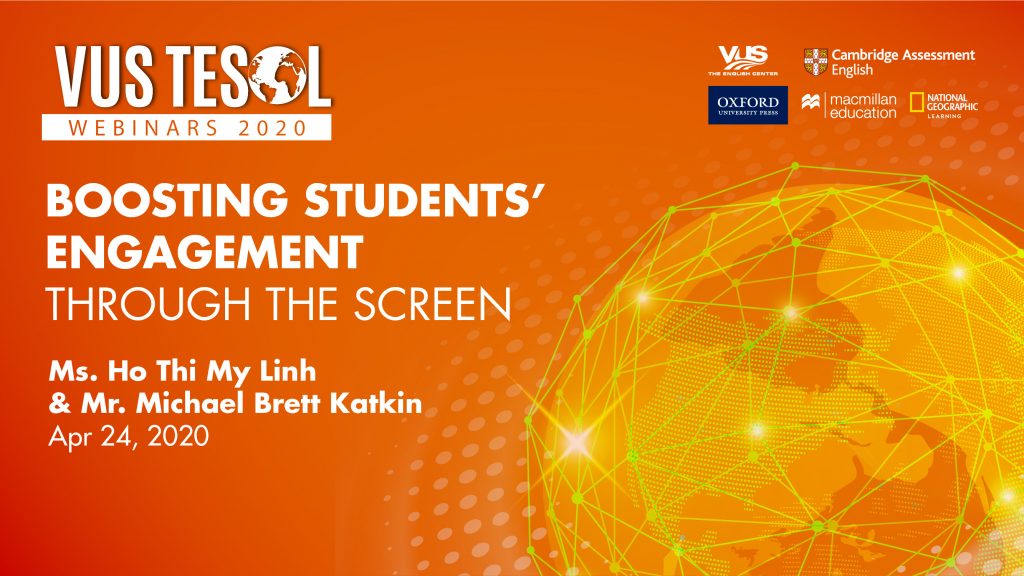 VUS TESOL
WEBINARS 2020
VUS
THE ENGLISH CENTER
Cambridge Assessment
English
OXFORD
UNIVERSITY PRESS
macmillan
education
NATIONAL
GEOGRAPHIC
LEARNING
BOOSTING STUDENTS’
ENGAGEMENT
THROUGH THE SCREEN
Ms. Ho Thi My Linh
& Mr. Michael Brett Katkin
Apr 24, 2020